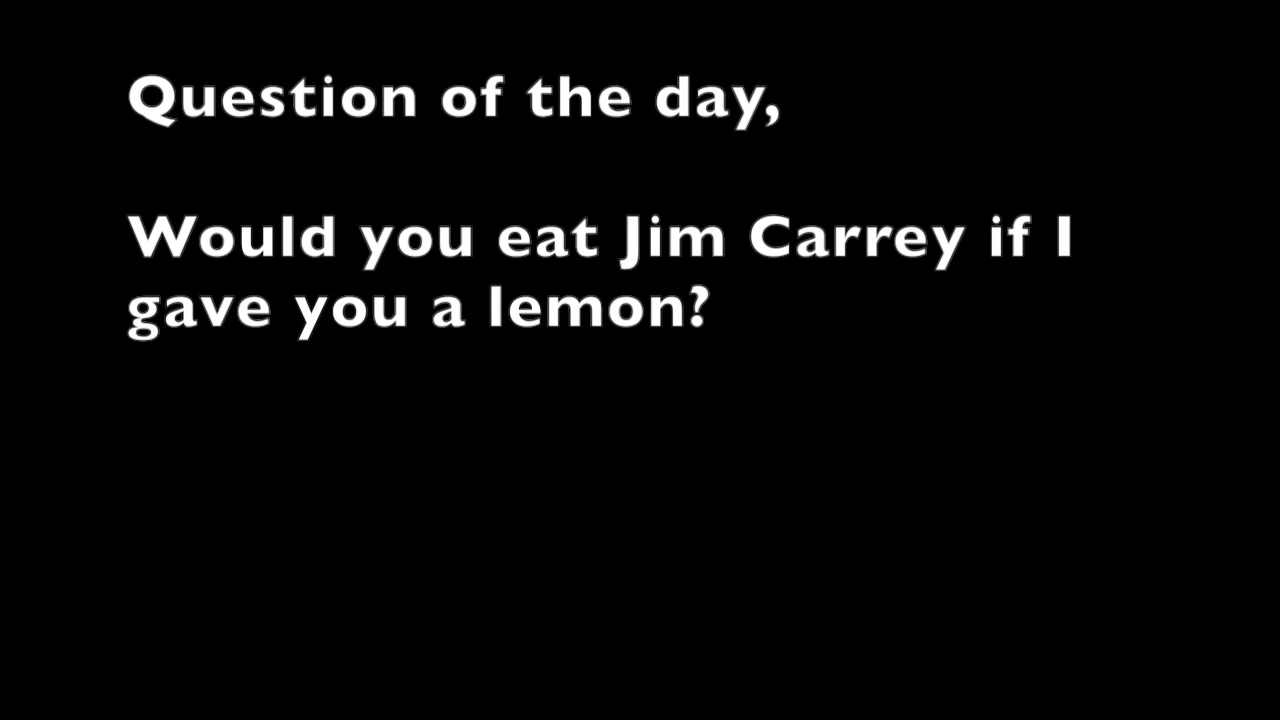 Question of the day,
Would you eat Jim Carrey if I
gave you a lemon?